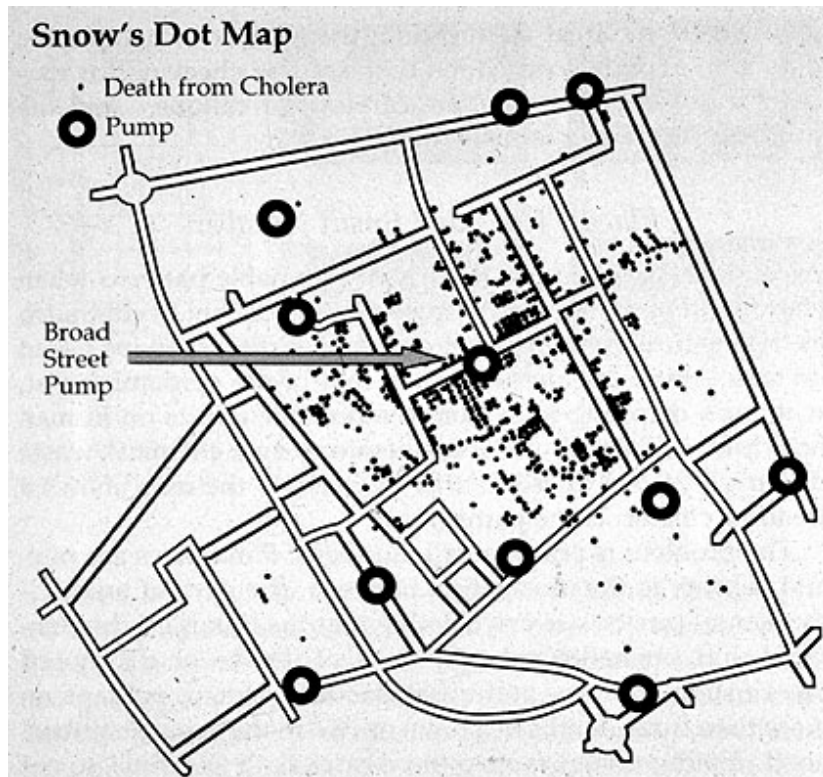 Snow's Dot Map
Death from Cholera
Pump
Broad
Street
Pump